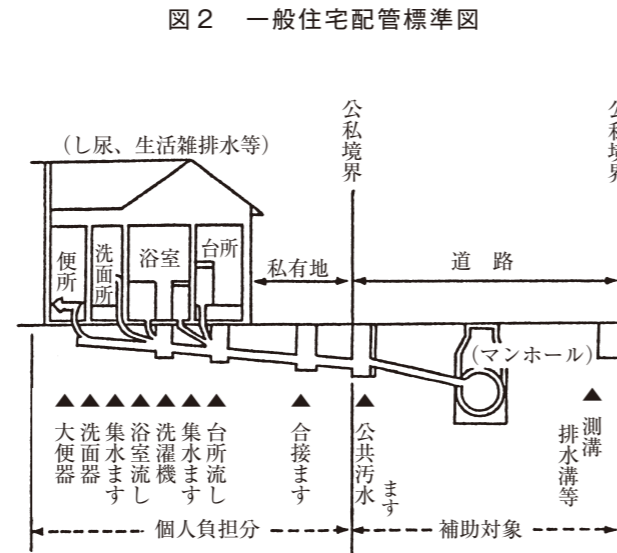 図２　一般住宅配管標準図
公私境界
公私境界
（し尿、生活雑排水等）
便所
洗面所
浴室
台所
私有地
道路
（マンホール）
大便器
洗面器
集水ます
浴室流し
洗濯機
集水ます
台所流し
合接ます
公共汚水
ます
測溝
排水溝等
個人負担分
補助対象